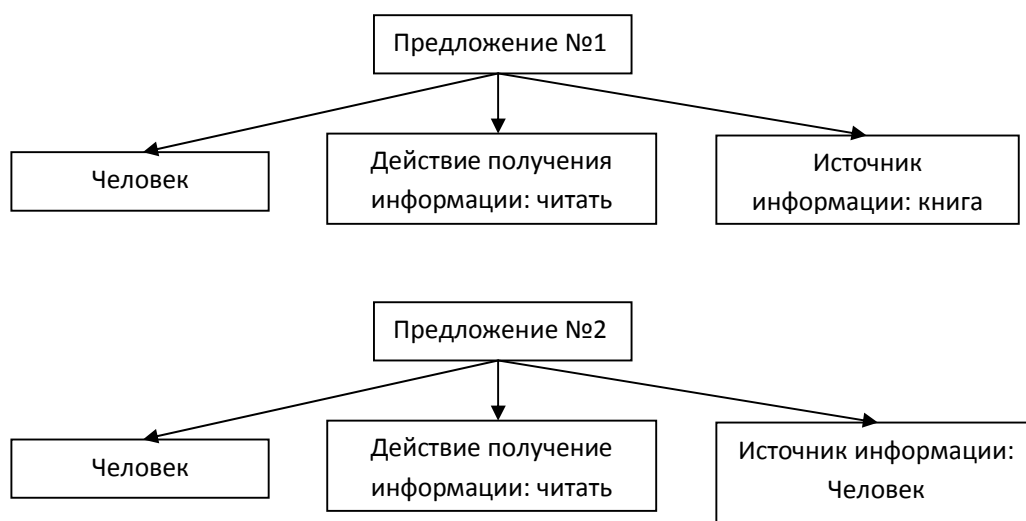 Предложение №1
Человек
Действие получения
информации: читать
Источник
информации: книга
Предложение №2
Человек
Действие получение
информации: читать
Источник информации:
Человек